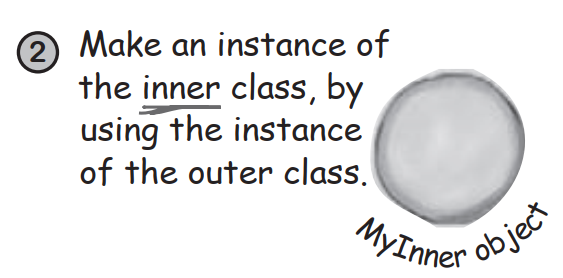 2 Make an instance of
the inner class, by
using the instance
of the outer class.
MyInner object